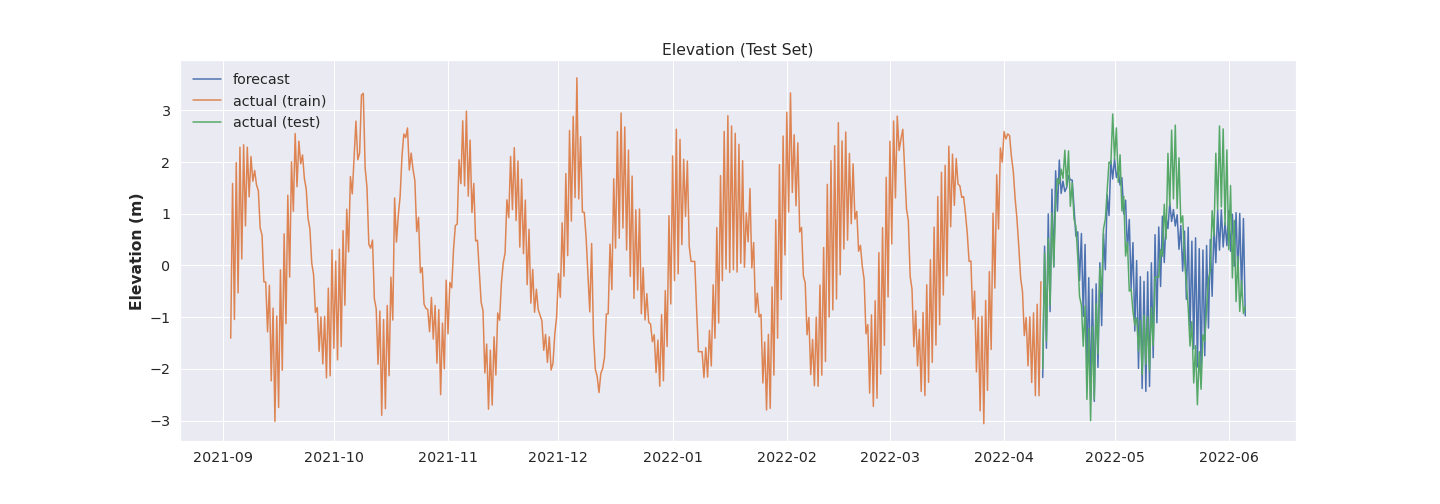 Elevation (Test Set)
forecast
actual (train)
actual (test)
Elevation (m)
3
2
1
0
−1
−2
−3
2021-09 2021-10 2021-11 2021-12 2022-01 2022-02 2022-03 2022-04 2022-05 2022-06